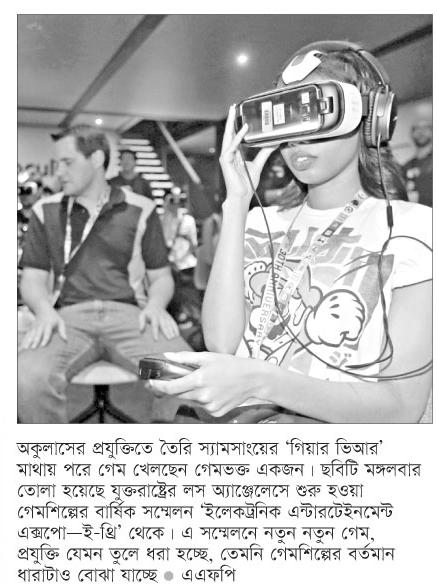 30TH ANNIVERSARY
অকুলাসের প্রযুক্তিতে তৈরি স্যামসাংয়ের ‘গিয়ার ভিআর’
মাথায় পরে গেম খেলছেন গেমভক্ত একজন। ছবিটি মঙ্গলবার
তোলা হয়েছে যুক্তরাষ্ট্রের লস অ্যাঞ্জেলেসে শুরু হওয়া
গেমশিল্পের বার্ষিক সম্মেলন ‘ইলেকট্রনিক এন্টারটেইনমেন্ট
এক্সপো—ই-থ্রি’ থেকে। এ সম্মেলনে নতুন নতুন গেম,
প্রযুক্তি যেমন তুলে ধরা হচ্ছে, তেমনি গেমশিল্পের বর্তমান
ধারাটাও বোঝা যাচ্ছে ● এএফপি